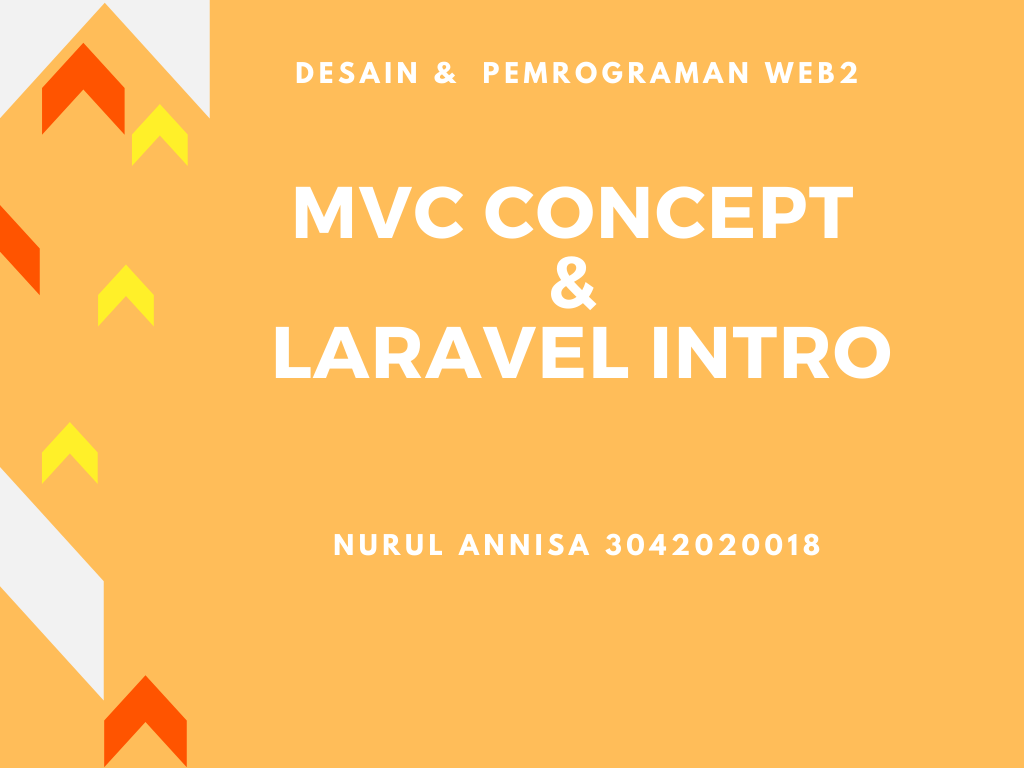 DESAIN & PEMROGRAMAN WEB2
MVC CONCEPT
&
LARAVEL INTRO
NURUL ANNISA 3042020018